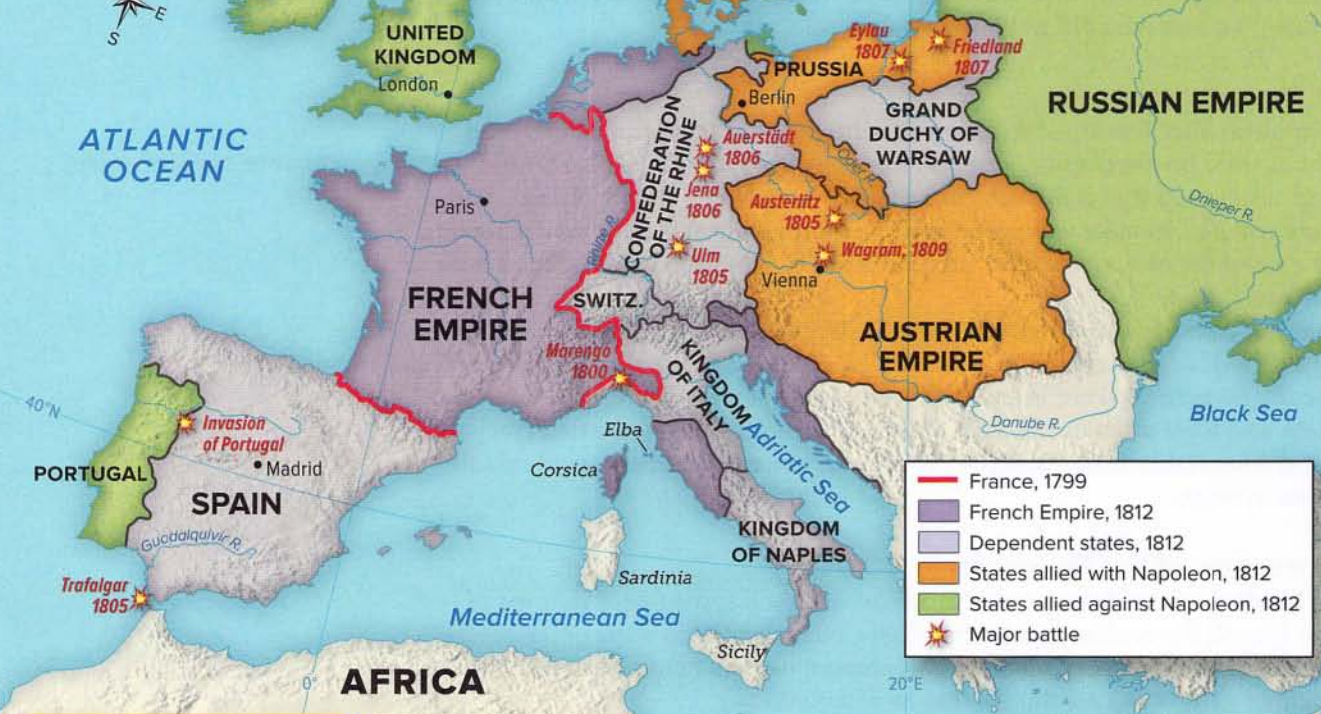 S
E
UNITED
KINGDOM
London
ATLANTIC
OCEAN
Eylau
1807
Friedland
1807
PRUSSIA
Berlin
GRAND
DUCHY OF
WARSAW
RUSSIAN EMPIRE
Dnieper R.
CONFEDERATION
OF THE RHINE
Auerstädt
1806
Jena
1806
Oder R.
Austerlitz
1805
Wagram, 1809
Vienna
Ulm
1805
Rhine R.
Paris
FRENCH
EMPIRE
SWITZ.
AUSTRIAN
EMPIRE
Marengo
1800
KINGDOM
OF ITALY
Adriatic Sea
Danube R.
Black Sea
40°N
Invasion
of Portugal
PORTUGAL
Madrid
SPAIN
Guadalquivir R.
Trafalgar
1805
Elba
Corsica
Sardinia
KINGDOM
OF NAPLES
Mediterranean Sea
Sicily
0°
AFRICA
20°E
France, 1799
French Empire, 1812
Dependent states, 1812
States allied with Napoleon, 1812
States allied against Napoleon, 1812
Major battle